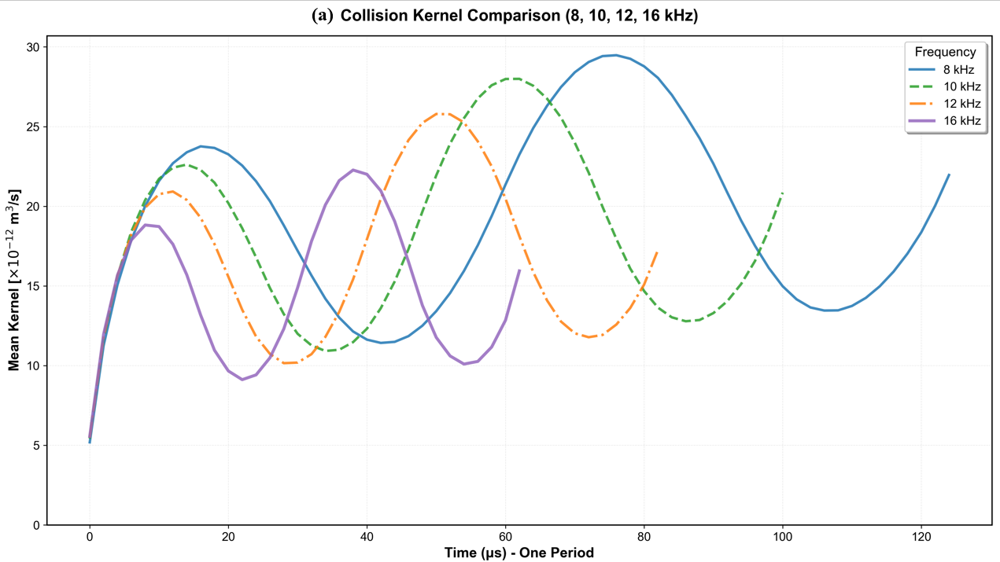 (a) Collision Kernel Comparison (8, 10, 12, 16 kHz)
Mean Kernel [×10⁻¹² m³/s]
30
25
20
15
10
5
0
Frequency
8 kHz
10 kHz
12 kHz
16 kHz
0 20 40 60 80 100 120
Time (μs) - One Period